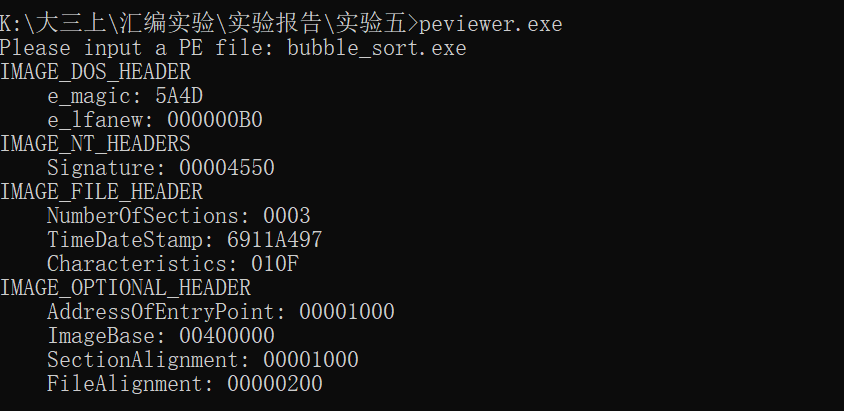 K:\大三上\汇编实验\实验报告\实验五>peviewer.exe
Please input a PE file: bubble_sort.exe
IMAGE_DOS_HEADER
    e_magic: 5A4D
    e_lfanew: 000000B0
IMAGE_NT_HEADERS
    Signature: 00004550
IMAGE_FILE_HEADER
    NumberOfSections: 0003
    TimeDateStamp: 6911A497
    Characteristics: 010F
IMAGE_OPTIONAL_HEADER
    AddressOfEntryPoint: 00001000
    ImageBase: 00400000
    SectionAlignment: 00001000
    FileAlignment: 00000200